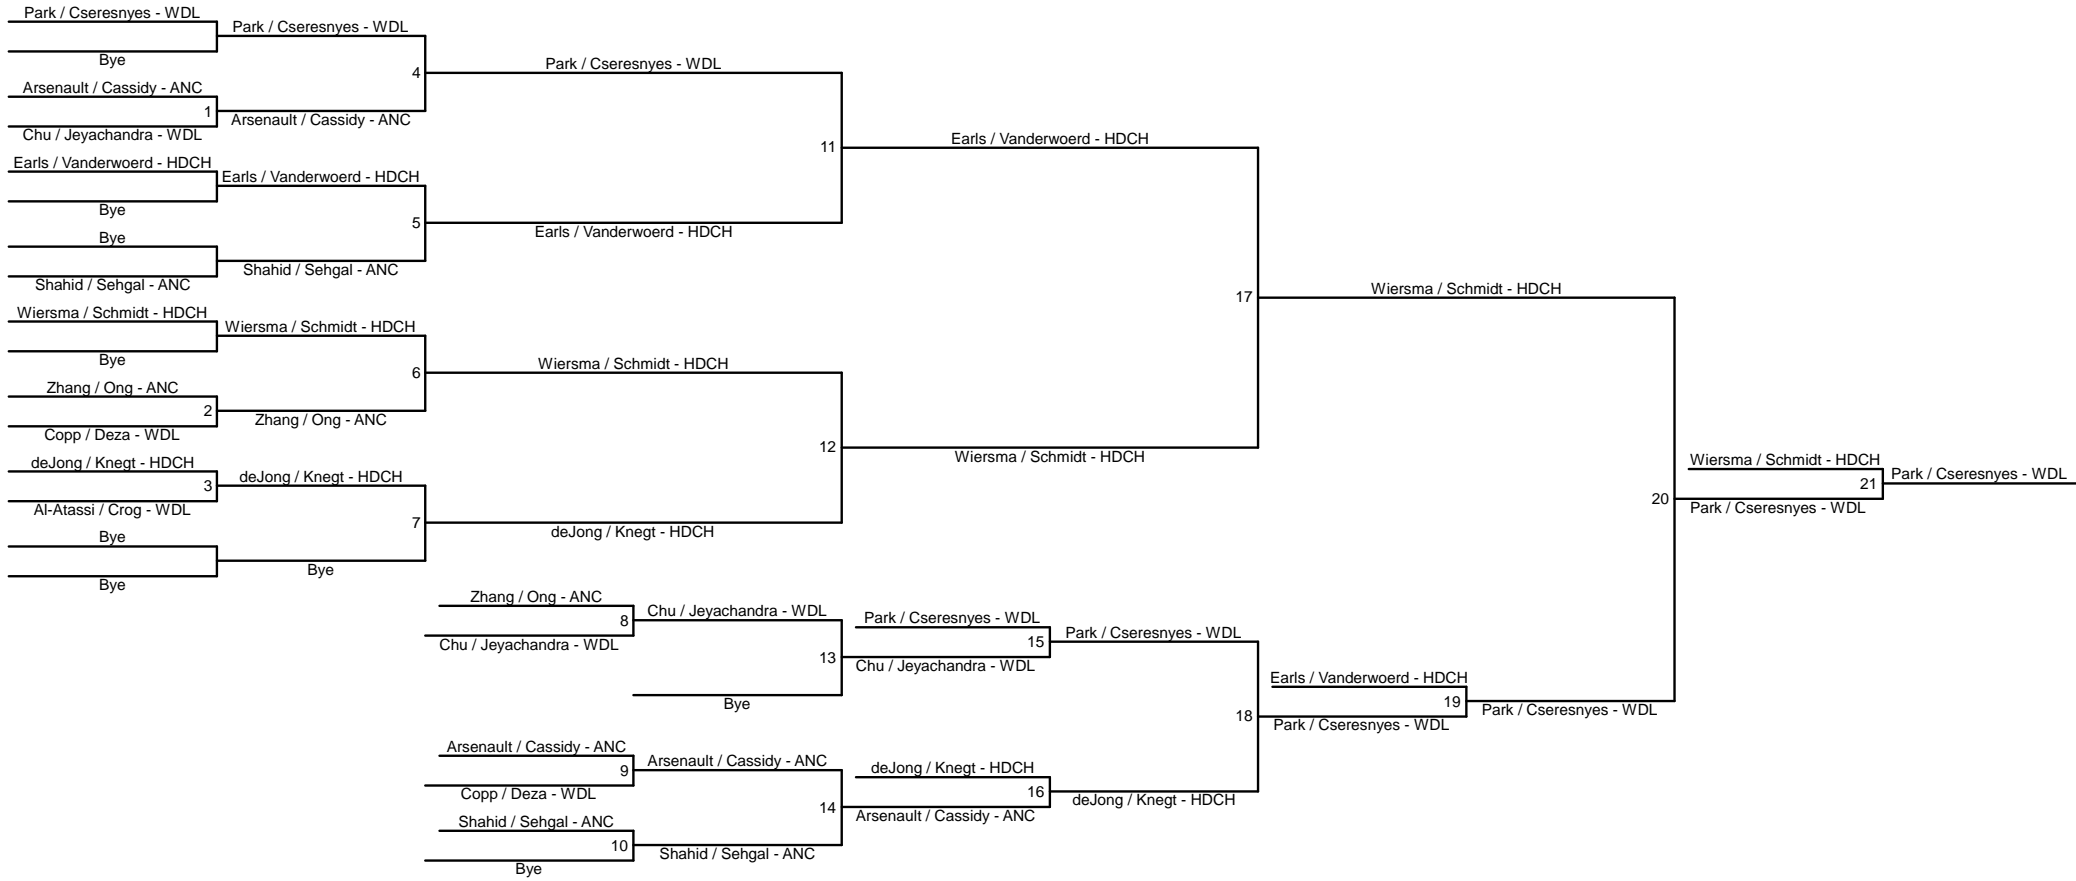 Park / Cseresnyes - WDL
Bye
Arsenault / Cassidy - ANC
1
Chu / Jeyachandra - WDL
Earls / Vanderwoerd - HDCH
Bye
Bye
Shahid / Sehgal - ANC
Wiersma / Schmidt - HDCH
Bye
Zhang / Ong - ANC
2
Copp / Deza - WDL
deJong / Knegt - HDCH
3
Al-Atassi / Crog - WDL
Bye
Bye
Park / Cseresnyes - WDL
4
Arsenault / Cassidy - ANC
Earls / Vanderwoerd - HDCH
5
Shahid / Sehgal - ANC
Wiersma / Schmidt - HDCH
6
Zhang / Ong - ANC
deJong / Knegt - HDCH
7
Bye
Park / Cseresnyes - WDL
11
Earls / Vanderwoerd - HDCH
Wiersma / Schmidt - HDCH
12
deJong / Knegt - HDCH
Earls / Vanderwoerd - HDCH
17
Wiersma / Schmidt - HDCH
Wiersma / Schmidt - HDCH
20
Wiersma / Schmidt - HDCH
21
Park / Cseresnyes - WDL
Park / Cseresnyes - WDL
Zhang / Ong - ANC
8
Chu / Jeyachandra - WDL
Chu / Jeyachandra - WDL
13
Bye
Park / Cseresnyes - WDL
15
Chu / Jeyachandra - WDL
Park / Cseresnyes - WDL
18
Earls / Vanderwoerd - HDCH
19
Park / Cseresnyes - WDL
Park / Cseresnyes - WDL
Arsenault / Cassidy - ANC
9
Copp / Deza - WDL
Shahid / Sehgal - ANC
10
Bye
Arsenault / Cassidy - ANC
14
Shahid / Sehgal - ANC
deJong / Knegt - HDCH
16
Arsenault / Cassidy - ANC
deJong / Knegt - HDCH